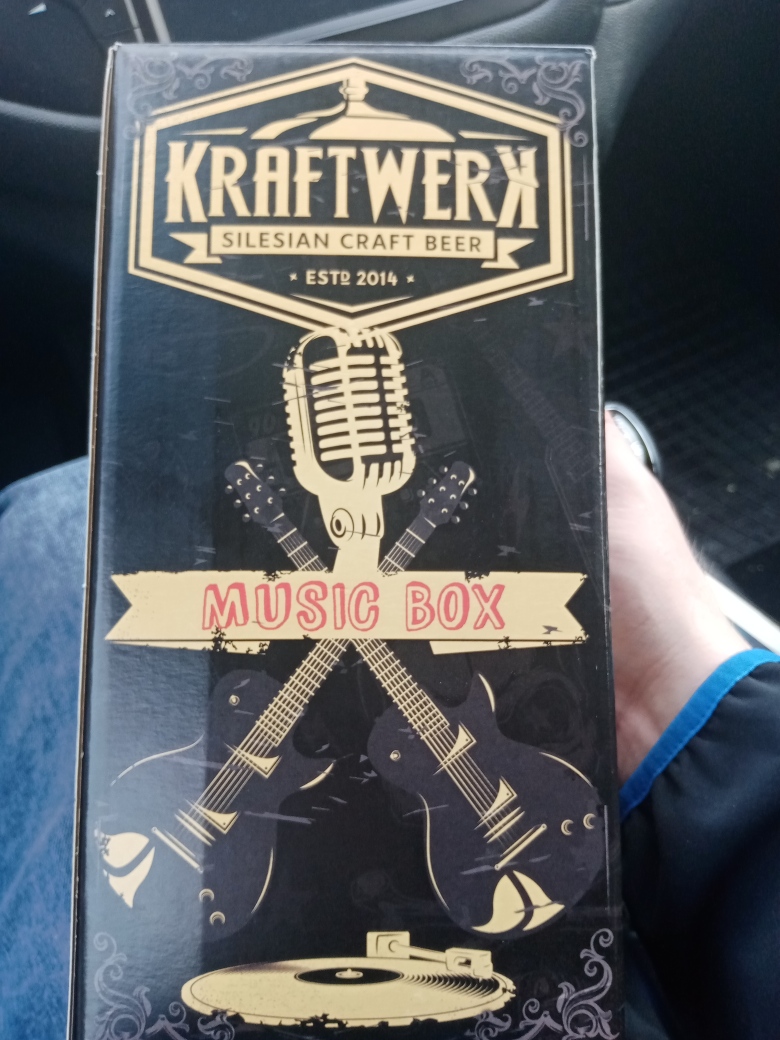 KRAFTWERK
SILESIAN CRAFT BEER
ESTD 2014
MUSIC BOX